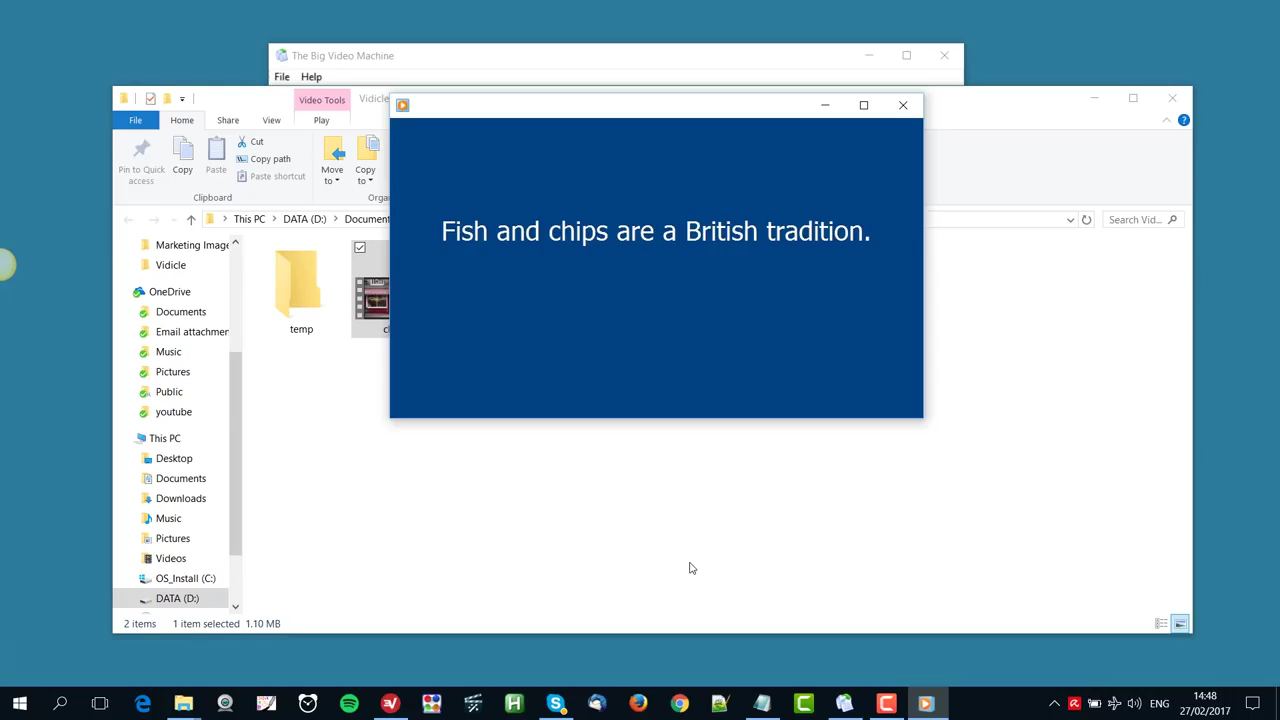 The Big Video Machine
File Help
Video Tools Vidicle
File Home Share View Play
Pin to Quick access
Copy
Paste
Cut
Copy path
Paste shortcut
Move to
Copy to
Clipboard
This PC > DATA (D:) > Document
Search Vid...
Fish and chips are a British tradition.
Marketing Image
Vidicle
OneDrive
Documents
Email attachmen
Music
Pictures
Public
youtube
This PC
Desktop
Documents
Downloads
Music
Pictures
Videos
OS_Install (C:)
DATA (D:)
temp
2 items 1 item selected 1.10 MB
ENG
14:48
27/02/2017